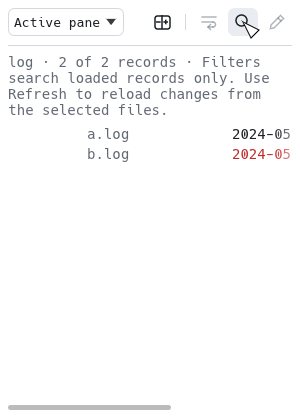 Active pane
log · 2 of 2 records · Filters
search loaded records only. Use
Refresh to reload changes from
the selected files.
a.log 2024-05
b.log 2024-05